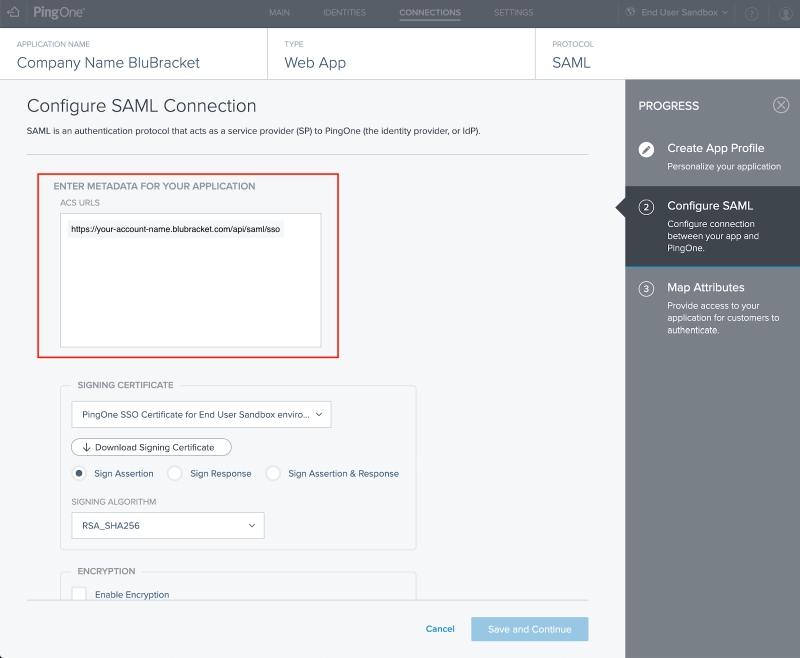 PingOne
MAIN
IDENTITIES
CONNECTIONS
SETTINGS
End User Sandbox
?
APPLICATION NAME
Company Name BluBracket
TYPE
Web App
PROTOCOL
SAML
Configure SAML Connection
SAML is an authentication protocol that acts as a service provider (SP) to PingOne (the identity provider, or IdP).
ENTER METADATA FOR YOUR APPLICATION
ACS URLS
https://your-account-name.blubracket.com/api/saml/sso
SIGNING CERTIFICATE
PingOne SSO Certificate for End User Sandbox enviro...
Download Signing Certificate
Sign Assertion
Sign Response
Sign Assertion & Response
SIGNING ALGORITHM
RSA_SHA256
ENCRYPTION
Enable Encryption
Cancel
Save and Continue
PROGRESS
Create App Profile
Personalize your application
2
Configure SAML
Configure connection
between your app and
PingOne.
3
Map Attributes
Provide access to your
application for customers to
authenticate.